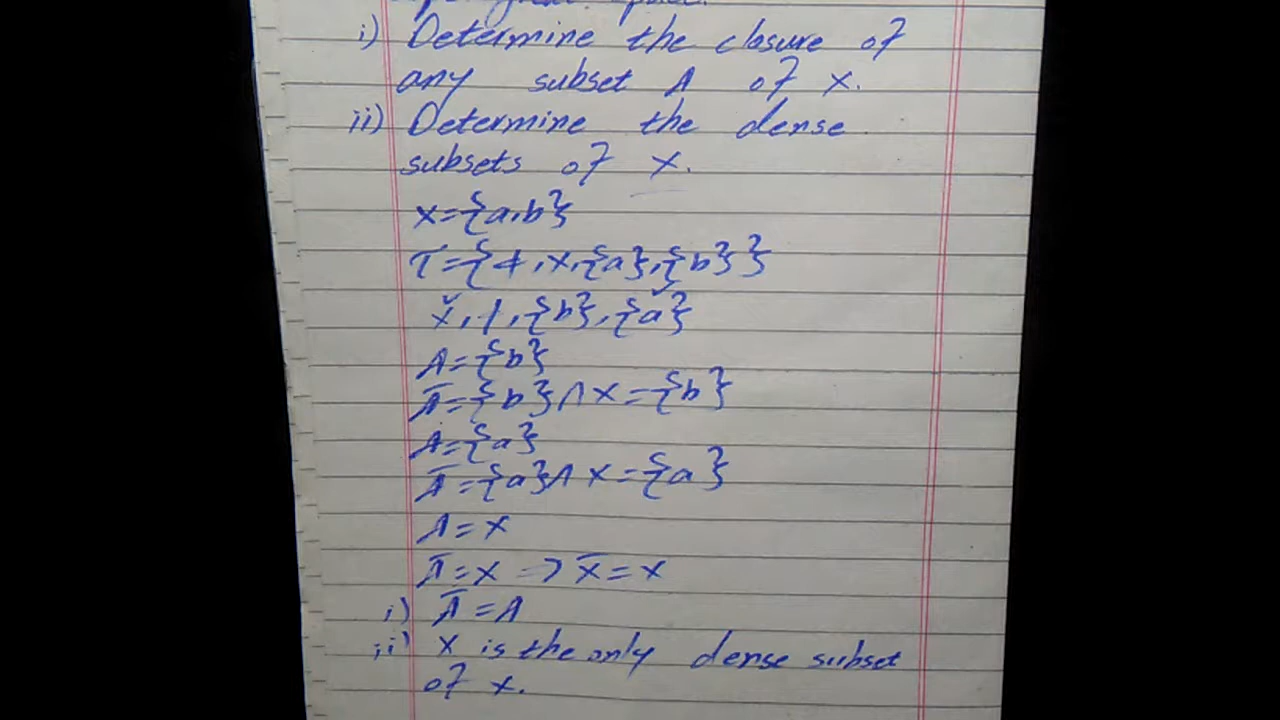 i) Determine the closure of
any subset A of X.
ii) Determine the dense
subsets of X.
X={a,b}
T={ϕ,X,{a},{b}}
X,ϕ,{b},{a}
A={b}
Ā={b}∩X={b}
A={a}
Ā={a}∩X={a}
A=X
Ā=X ⇒ X̄=X
i) Ā=A
ii) X is the only dense subset
of X.